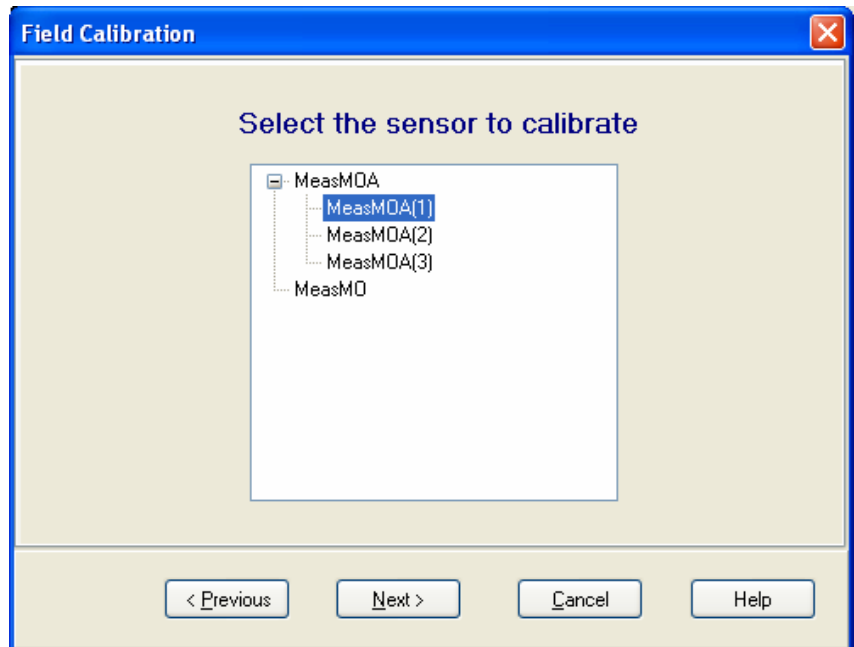 Field Calibration
Select the sensor to calibrate
MeasMOA
MeasMOA(1)
MeasMOA(2)
MeasMOA(3)
MeasMO
< Previous
Next >
Cancel
Help